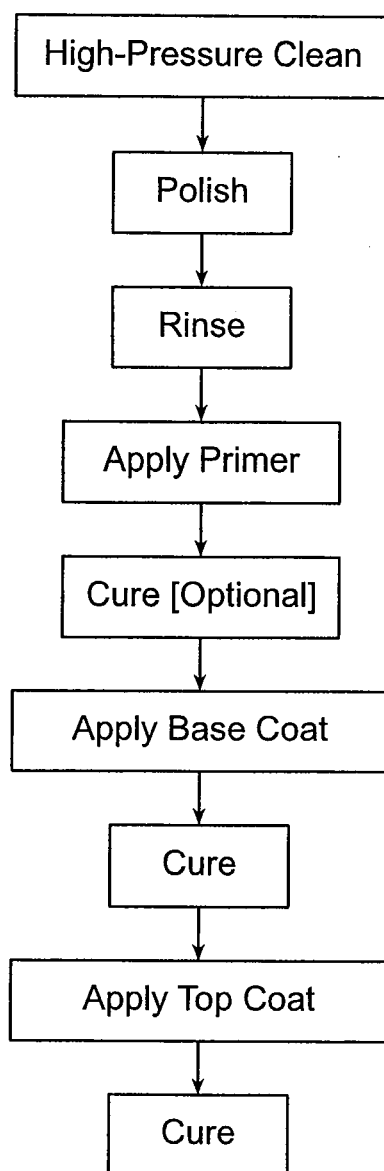 High-Pressure Clean
Polish
Rinse
Apply Primer
Cure [Optional]
Apply Base Coat
Cure
Apply Top Coat
Cure